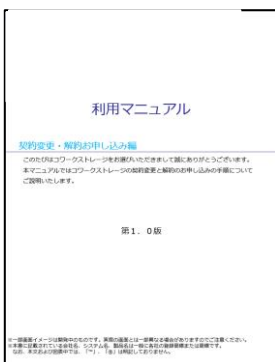 利用マニュアル
契約変更・解約お申し込み編
このたびはコワークストレージをお選びいただきまして誠にありがとうございます。
本マニュアルではコワークストレージの契約変更と解約のお申し込みの手順について
ご説明いたします。
第1．0版
※一部画面イメージは開発中のものです。実際の画面とは一部異なる場合がありますのでご注意ください。
※本書に記載されている会社名、システム名、製品名は一般に各社の登録商標または商標です。
なお、本文および図表中では、「™」、「®」は明記しておりません。